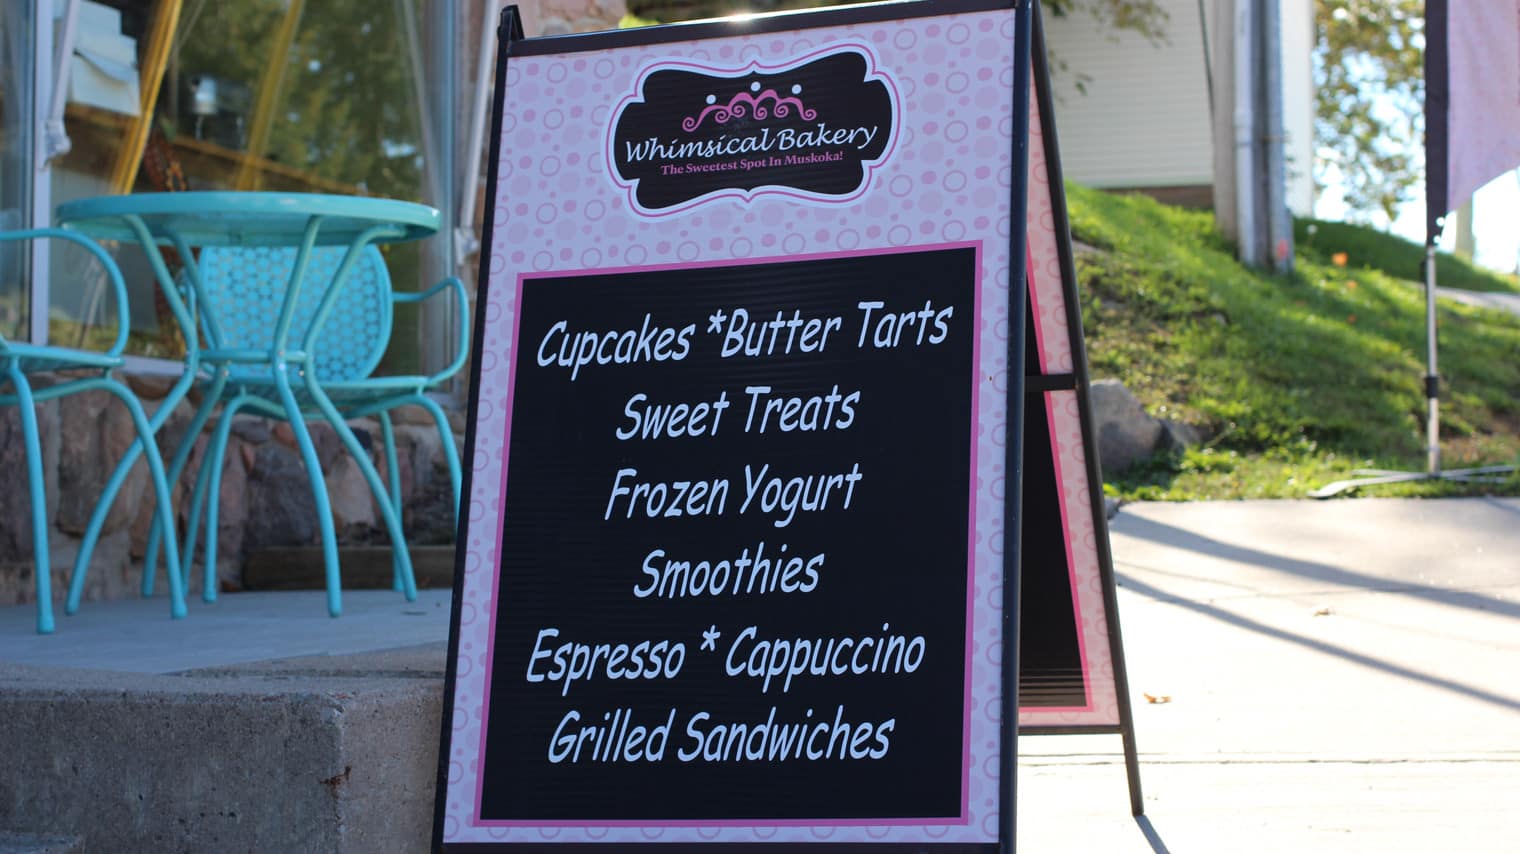 Whimsical Bakery
The Sweetest Spot In Muskoka!
Cupcakes *Butter Tarts
Sweet Treats
Frozen Yogurt
Smoothies
Espresso * Cappuccino
Grilled Sandwiches